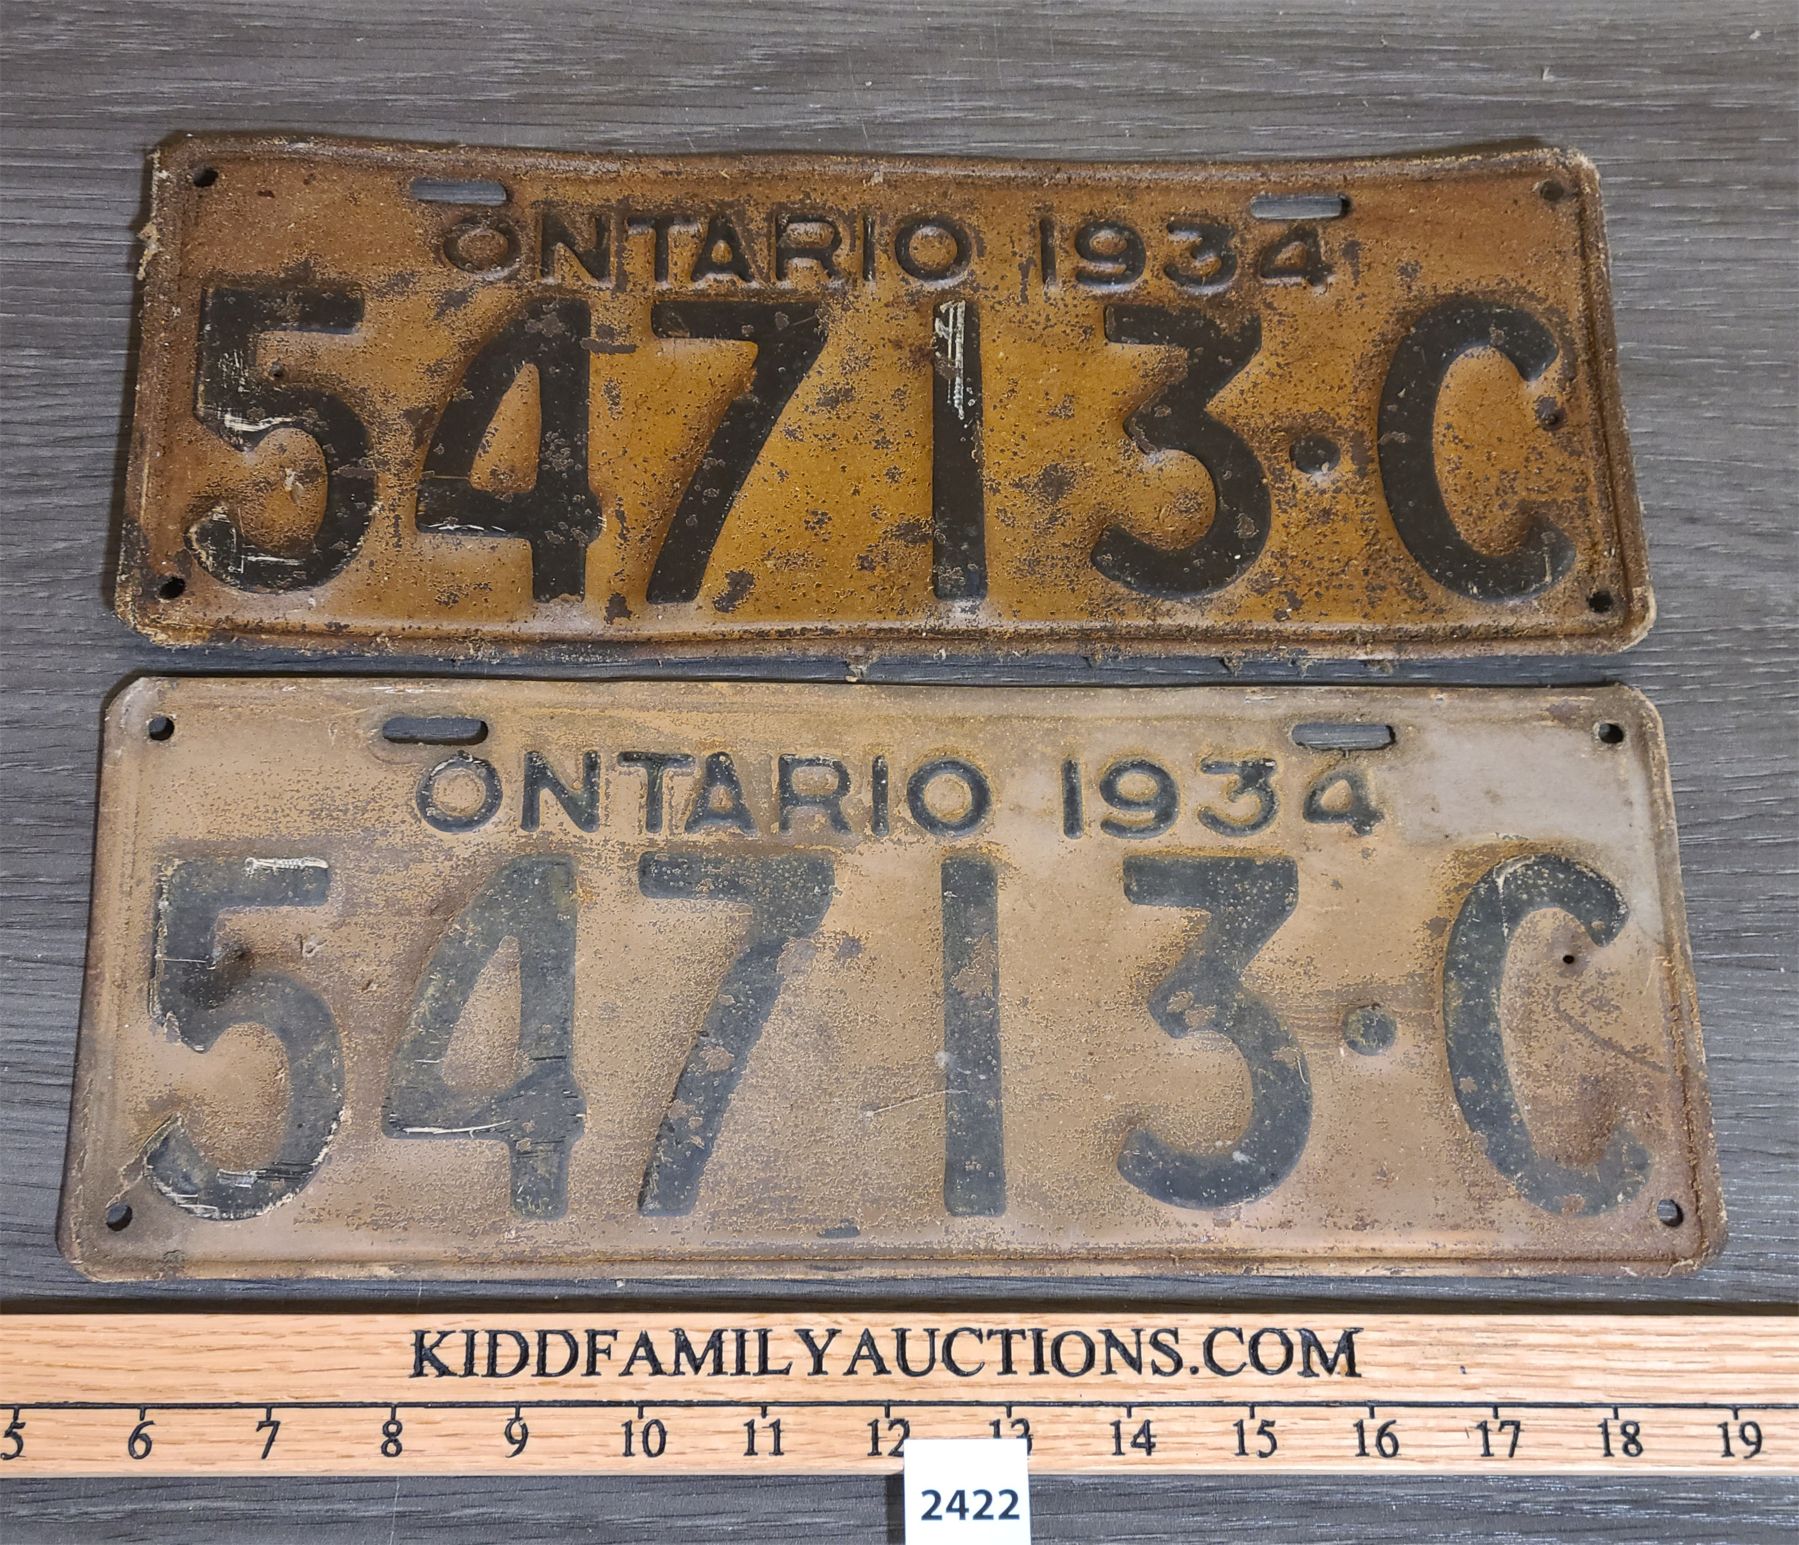 ONTARIO 1934
54713·C
ONTARIO 1934
54713·C
KIDDFAMILYAUCTIONS.COM
5 6 7 8 9 10 11 12 13 14 15 16 17 18 19
2422